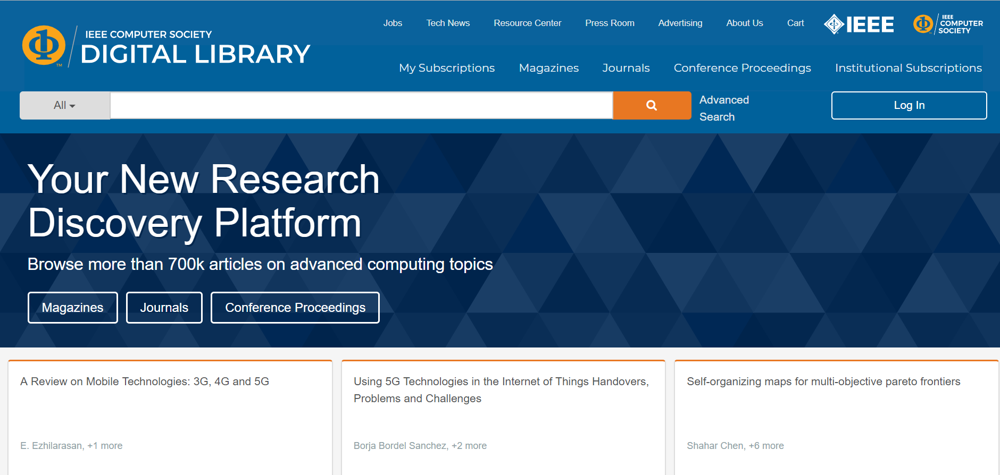 Jobs Tech News Resource Center Press Room Advertising About Us Cart
IEEE
IEEE
COMPUTER
SOCIETY
TM
IEEE COMPUTER SOCIETY
DIGITAL LIBRARY
TM
My Subscriptions Magazines Journals Conference Proceedings Institutional Subscriptions
All
Advanced
Search
Log In
Your New Research
Discovery Platform
Browse more than 700k articles on advanced computing topics
Magazines Journals Conference Proceedings
A Review on Mobile Technologies: 3G, 4G and 5G
E. Ezhilarasan, +1 more
Using 5G Technologies in the Internet of Things Handovers,
Problems and Challenges
Borja Bordel Sanchez, +2 more
Self-organizing maps for multi-objective pareto frontiers
Shahar Chen, +6 more